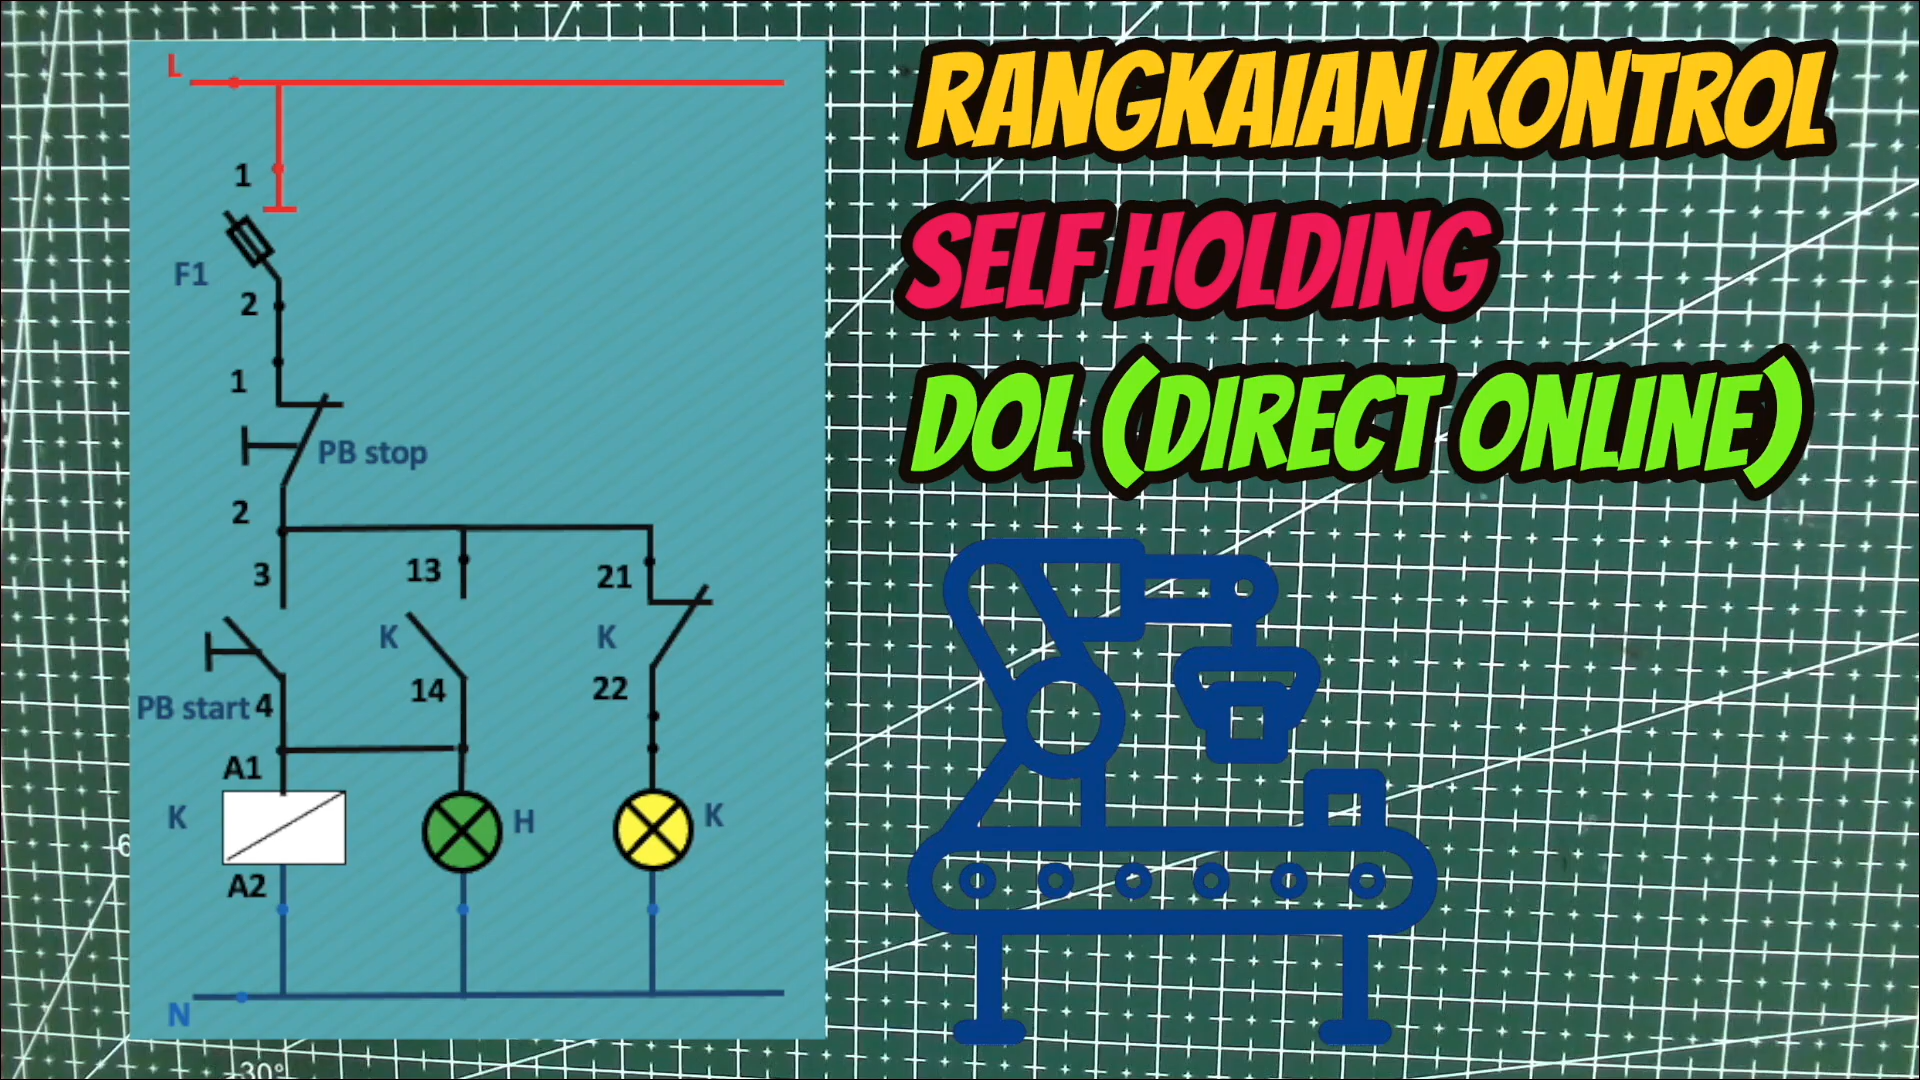 RANGKAIAN KONTROL
SELF HOLDING
DOL (DIRECT ONLINE)
L
1
F1
2
1
PB stop
2
3
13
21
K
K
PB start 4
14
22
A1
K
H
K
A2
N
6
30°